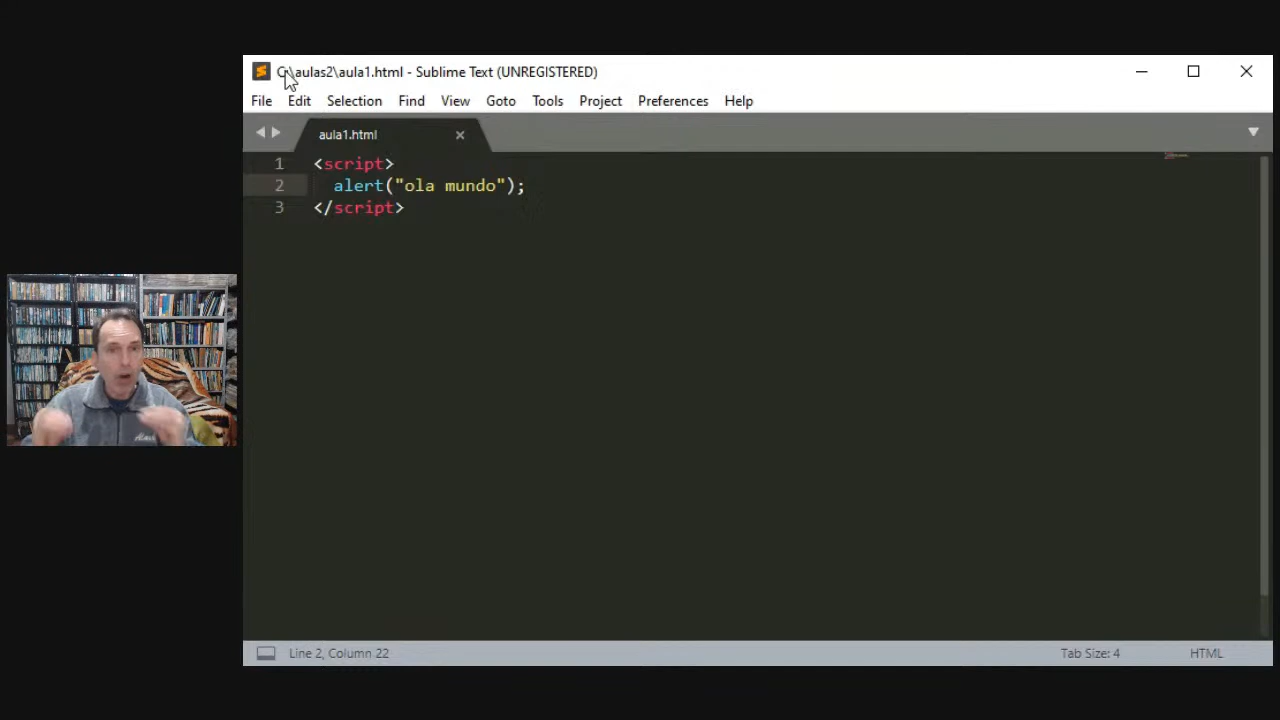 C:\aulas2\aula1.html - Sublime Text (UNREGISTERED)
File Edit Selection Find View Goto Tools Project Preferences Help
aula1.html
1 <script>
2 alert("ola mundo");
3 </script>
Line 2, Column 22 Tab Size: 4 HTML